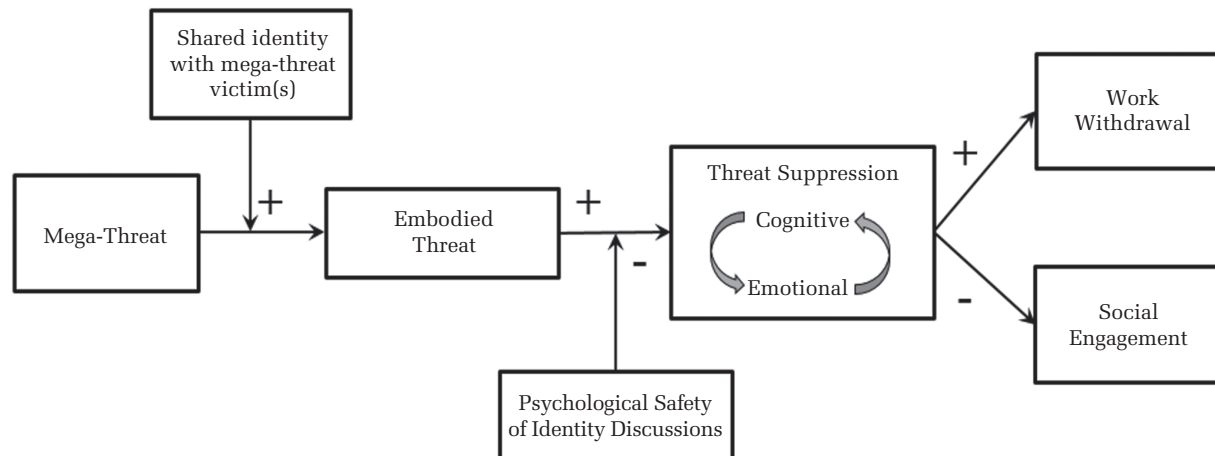 Shared identity
with mega-threat
victim(s)
Mega-Threat
+
Embodied
Threat
+
-
Threat Suppression
Cognitive
Emotional
+
-
Work
Withdrawal
Social
Engagement
Psychological Safety
of Identity Discussions